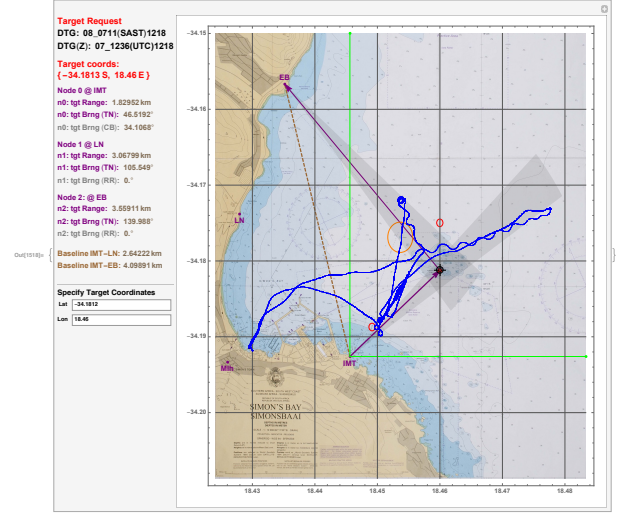 Target Request
DTG: 08_0711(SAST)1218
DTG(Z): 07_1236(UTC)1218
Target coords:
{−34.1813 S, 18.46 E}
Node 0 @ IMT
n0: tgt Range: 1.82952 km
n0: tgt Brng (TN): 46.5192°
n0: tgt Brng (CB): 34.1068°
Node 1 @ LN
n1: tgt Range: 3.06799 km
n1: tgt Brng (TN): 105.549°
n1: tgt Brng (RR): 0.°
Node 2: @ EB
n2: tgt Range: 3.55911 km
n2: tgt Brng (TN): 139.988°
n2: tgt Brng (RR): 0.°
Baseline IMT−LN: 2.64222 km
Baseline IMT−EB: 4.09891 km
Specify Target Coordinates
Lat −34.1812
Lon 18.46
Out[1518]=
{
}
−34.15
−34.16
−34.17
−34.18
−34.19
−34.20
18.43
18.44
18.45
18.46
18.47
18.48
EB
LN
IMT
MIh
SIMON'S BAY
SIMONSBAAI